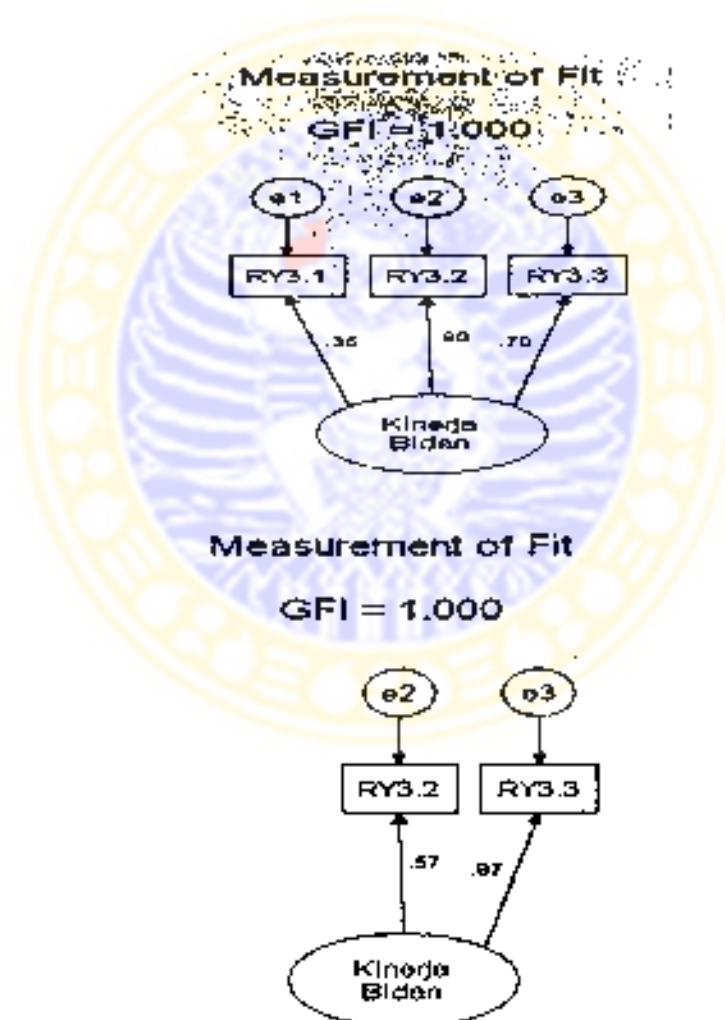 Measurement of Fit
GFI = 1.000
e1 e2 e3
RY3.1 RY3.2 RY3.3
.70
Kinerja
Bidan
Measurement of Fit
GFI = 1.000
e2 e3
RY3.2 RY3.3
.57
Kinerja
Bidan